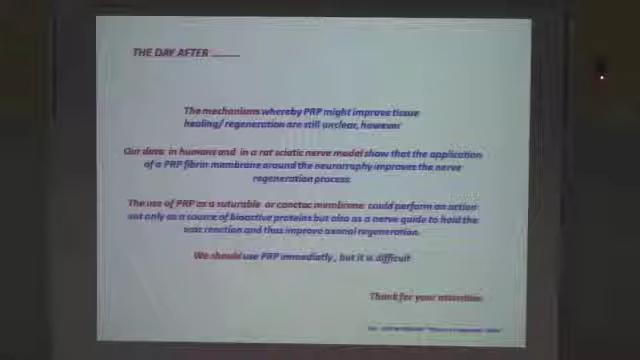 THE DAY AFTER ......
The mechanisms whereby PRP might improve tissue
healing/ regeneration are still unclear, however
Our data in humans and in a rat sciatic nerve model show that the application
of a PRP fibrin membrane around the neurorraphy improves the nerve
regeneration process
The use of PRP as a suturable or membrane could perform an action
not only as a source of bioactive proteins but also as a nerve guide to hold the
reaction and thus improve axonal regeneration.
We should use PRP immediatly, but it is difficult
Thank for your attention